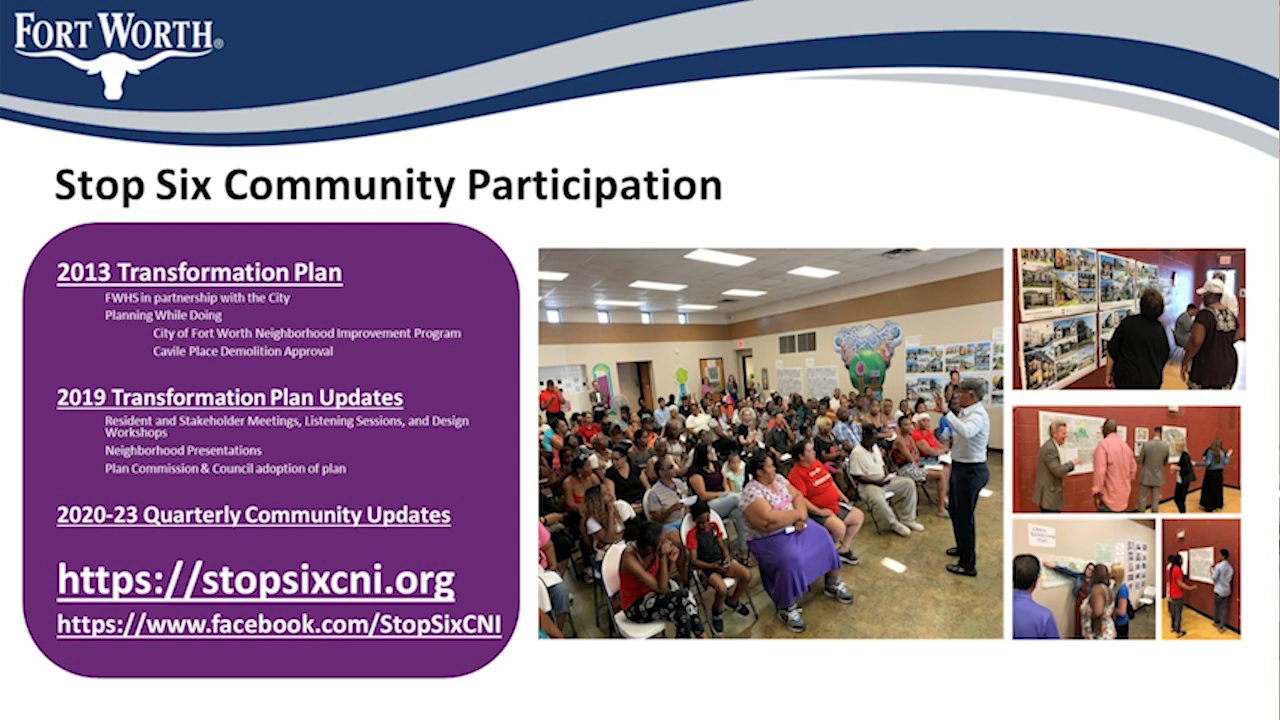 FORT WORTH®
Stop Six Community Participation
2013 Transformation Plan
FWHS in partnership with the City
Planning While Doing
City of Fort Worth Neighborhood Improvement Program
Cavile Place Demolition Approval
2019 Transformation Plan Updates
Resident and Stakeholder Meetings, Listening Sessions, and Design
Workshops
Neighborhood Presentations
Plan Commission & Council adoption of plan
2020-23 Quarterly Community Updates
https://stopsixcni.org
https://www.facebook.com/StopSixCNI